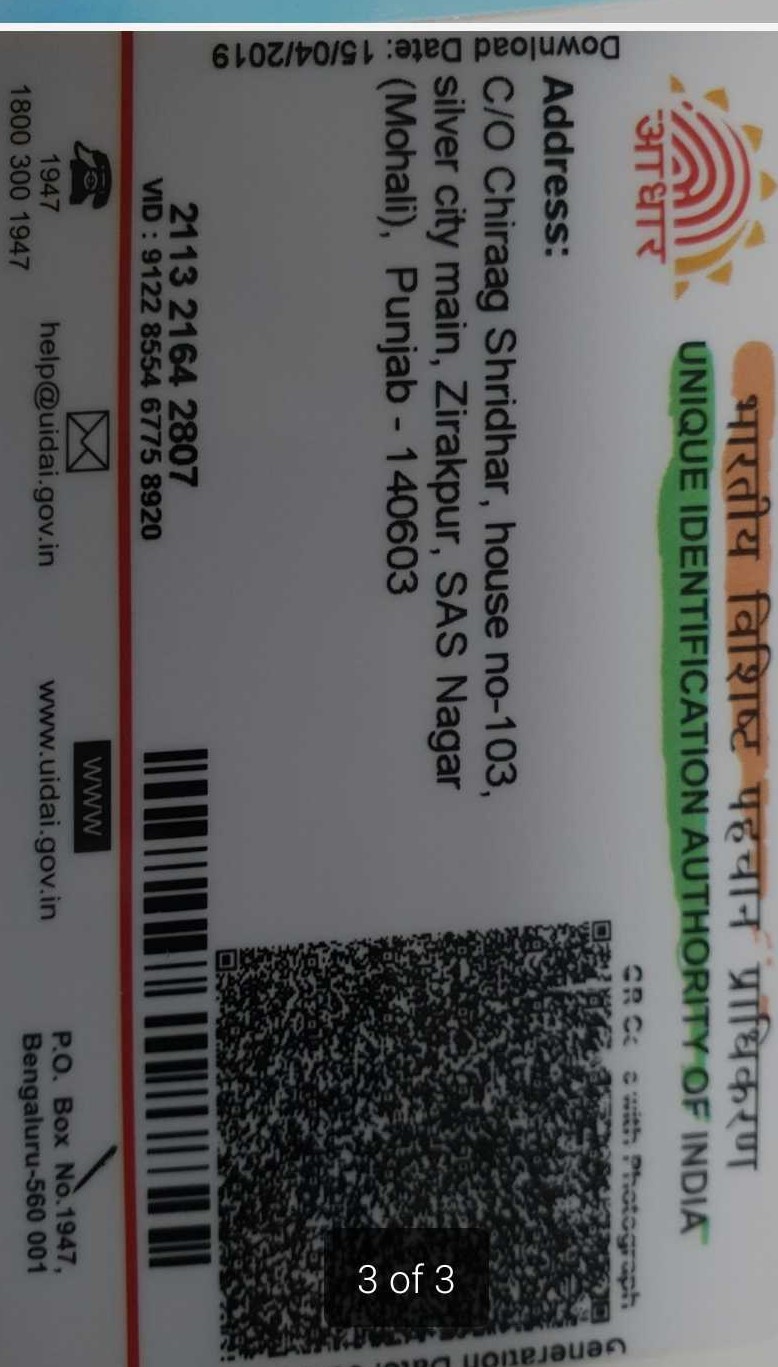 भारतीय विशिष्ट पहचान प्राधिकरण
UNIQUE IDENTIFICATION AUTHORITY OF INDIA
आधार
with Photograph
Download Date: 15/04/2019
Generation
Address:
C/O Chiraag Shridhar, house no-103,
silver city main, Zirakpur, SAS Nagar
(Mohali), Punjab - 140603
2113 2164 2807
VID : 9122 8554 6775 8920
1947
1800 300 1947
help@uidai.gov.in
WWW
www.uidai.gov.in
P.O. Box No.1947,
Bengaluru-560 001
3 of 3